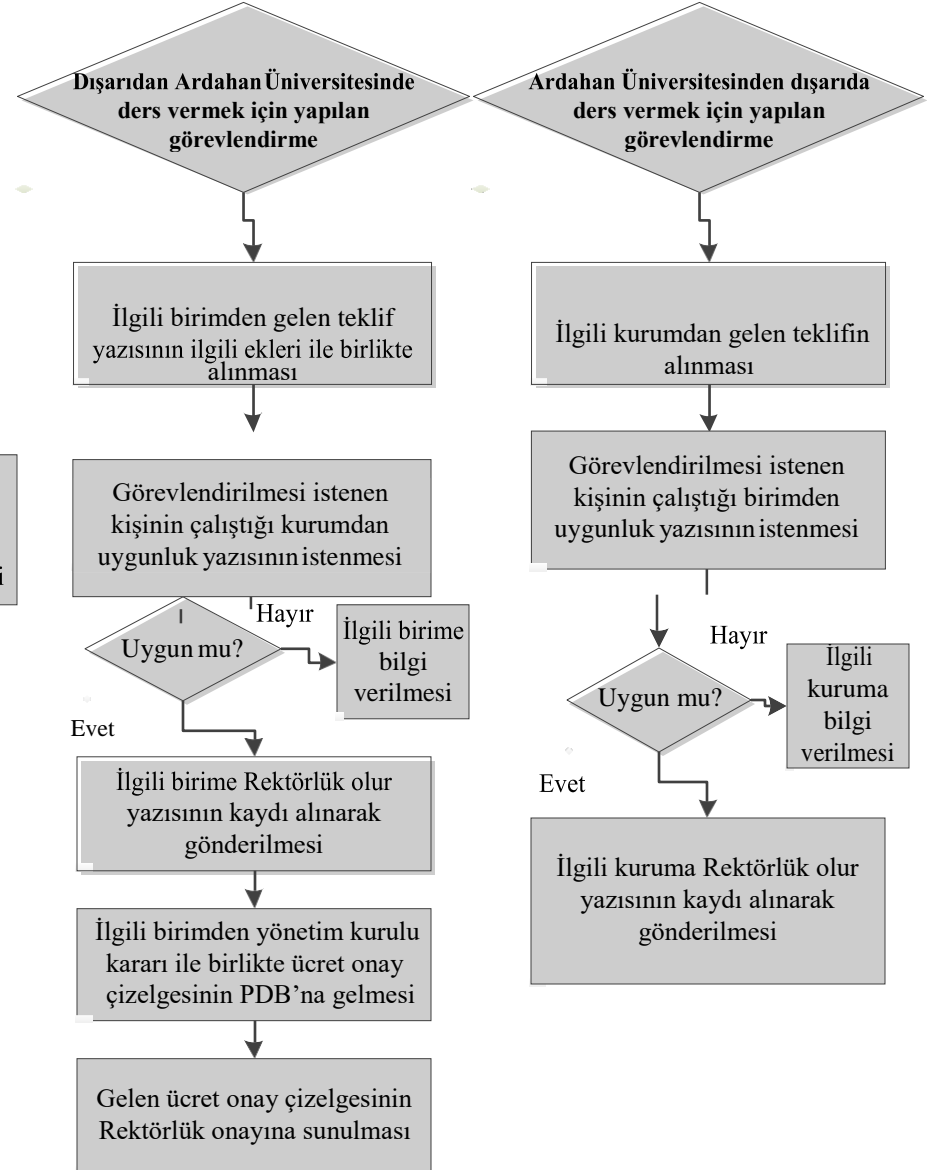 Dışarıdan Ardahan Üniversitesinde
ders vermek için yapılan
görevlendirme
İlgili birimden gelen teklif
yazısının ilgili ekleri ile birlikte
alınması
Görevlendirilmesi istenen
kişinin çalıştığı kurumdan
uygunluk yazısının istenmesi
i
Hayır
Uygun mu?
İlgili birime
bilgi
verilmesi
Evet
İlgili birime Rektörlük olur
yazısının kaydı alınarak
gönderilmesi
İlgili birimden yönetim kurulu
kararı ile birlikte ücret onay
çizelgesinin PDB’na gelmesi
Gelen ücret onay çizelgesinin
Rektörlük onayına sunulması
Ardahan Üniversitesinden dışarıda
ders vermek için yapılan
görevlendirme
İlgili kurumdan gelen teklifin
alınması
Görevlendirilmesi istenen
kişinin çalıştığı birimden
uygunluk yazısının istenmesi
Hayır
Uygun mu?
İlgili
kuruma
bilgi
verilmesi
Evet
İlgili kuruma Rektörlük olur
yazısının kaydı alınarak
gönderilmesi